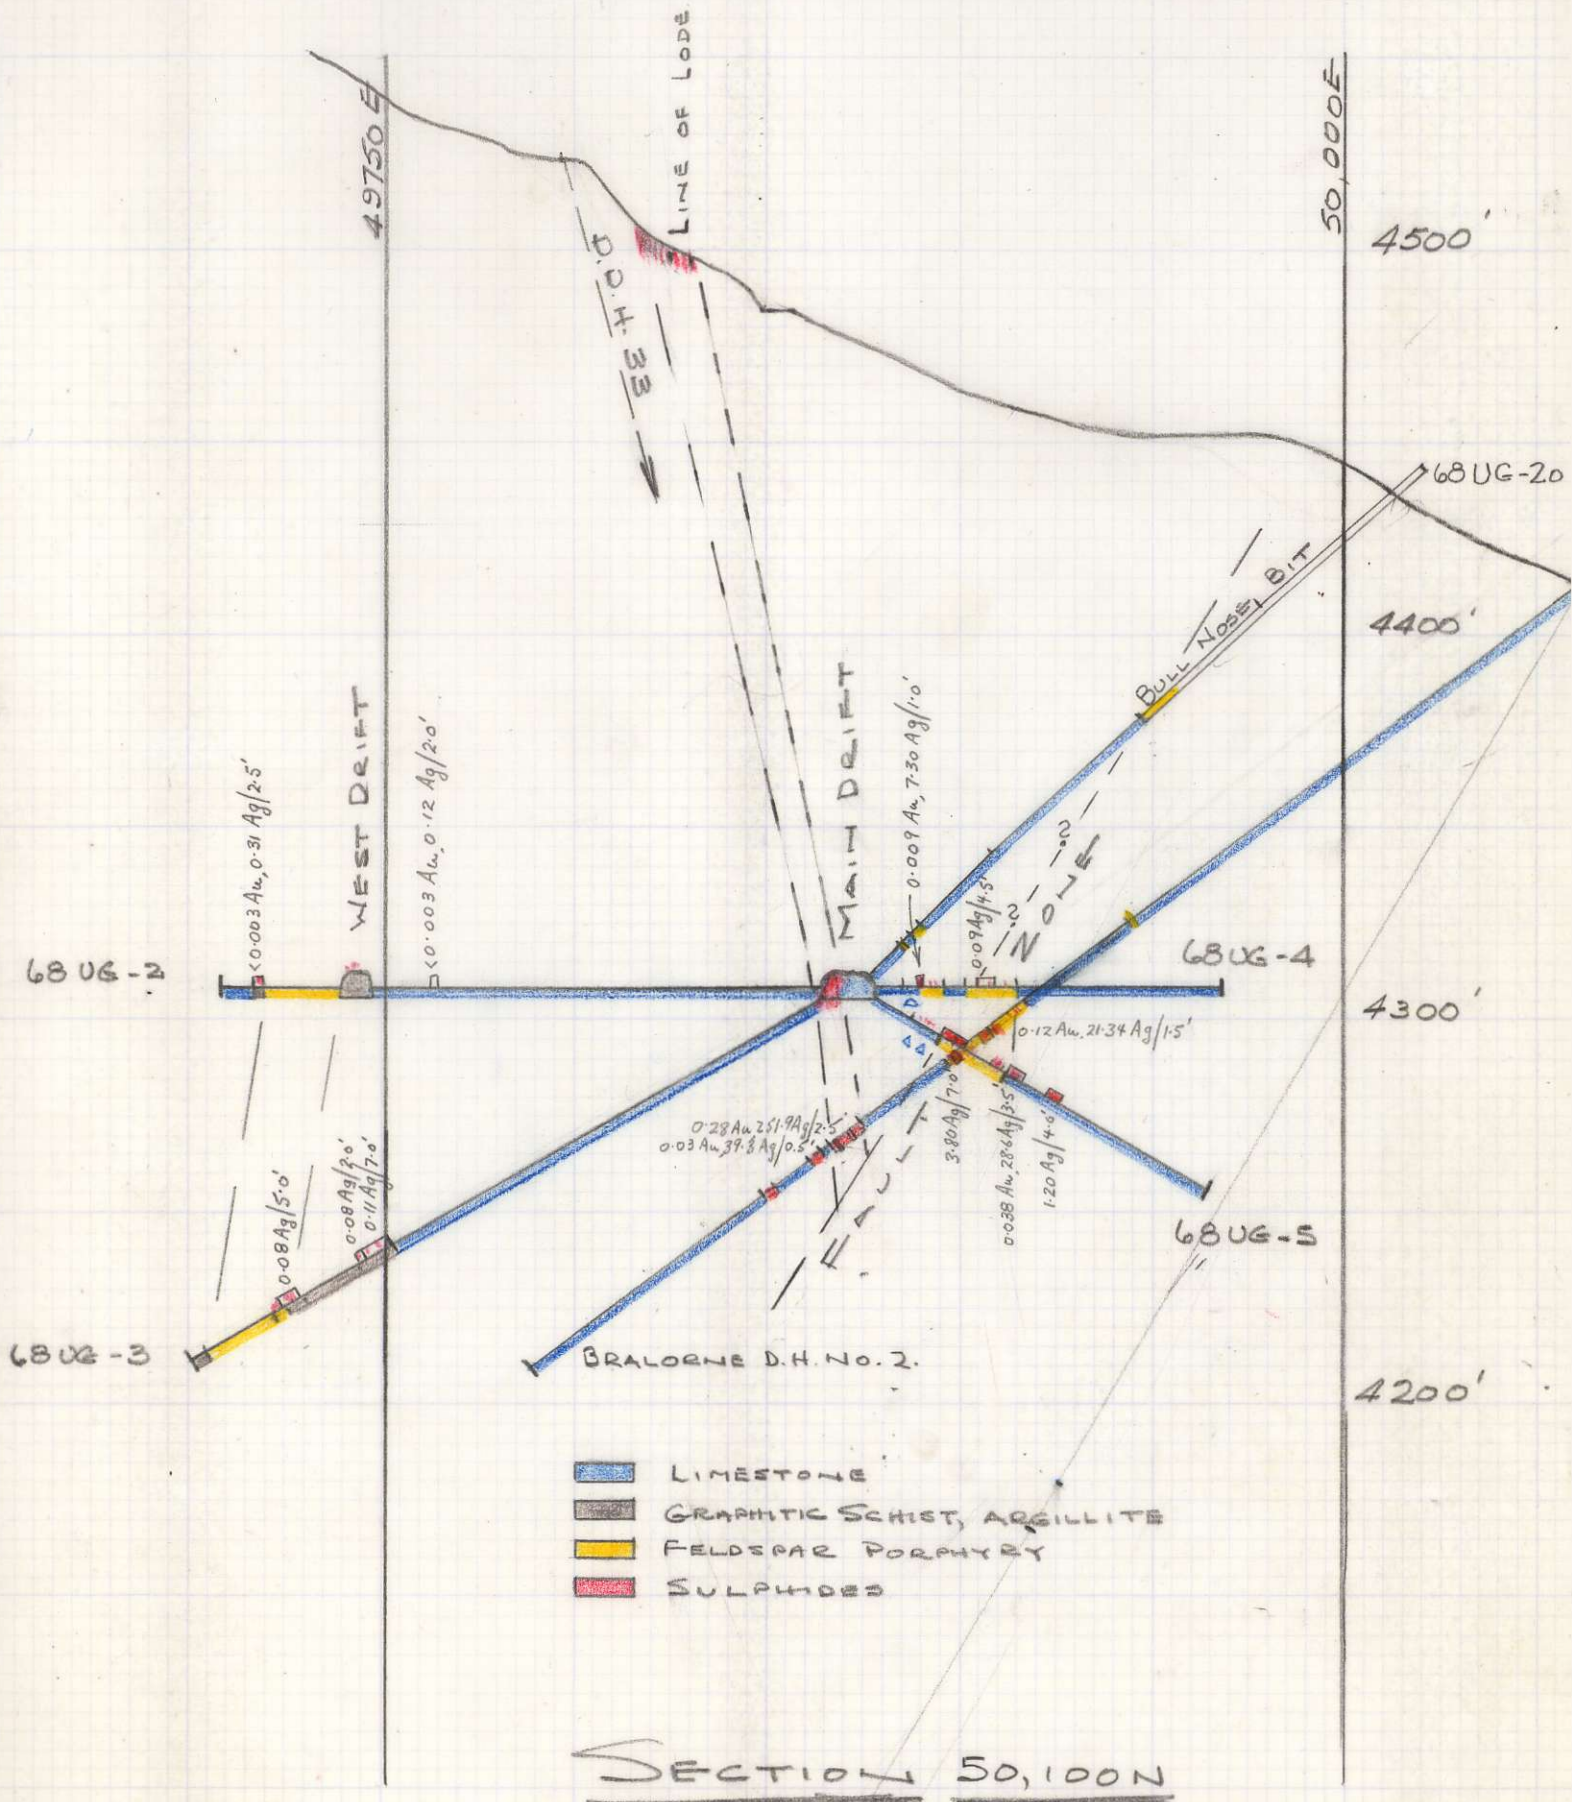 LINE OF LODE
49750 E
50,000E
4500'
D.D.H. 33
68 UG-20
BULL NOSE BIT
4400'
WEST DRIFT
MAIN DRIFT
<0.003 Au, 0.31 Ag/2.5'
<0.003 Au, 0.12 Ag/2.0'
0.009 Au, 7.30 Ag/1.0'
0.09 Ag/4.5'
?
?
68 UG-2
68 UG-4
4300'
0.12 Au, 21.34 Ag/1.5'
0.28 Au 251.9 Ag/2.5'
0.03 Au, 39.8 Ag/0.5'
3.80 Ag/7.0'
0.038 Au, 28.6 Ag/3.5'
1.20 Ag/4.0'
0.08 Ag/5.0'
0.08 Ag/2.0'
0.11 Ag/7.0'
68 UG-5
68 UG-3
BRALORNE D.H. NO. 2.
4200'
LIMESTONE
GRAPHITIC SCHIST, ARGILLITE
FELDSPAR PORPHYRY
SULPHIDES
SECTION 50,100N